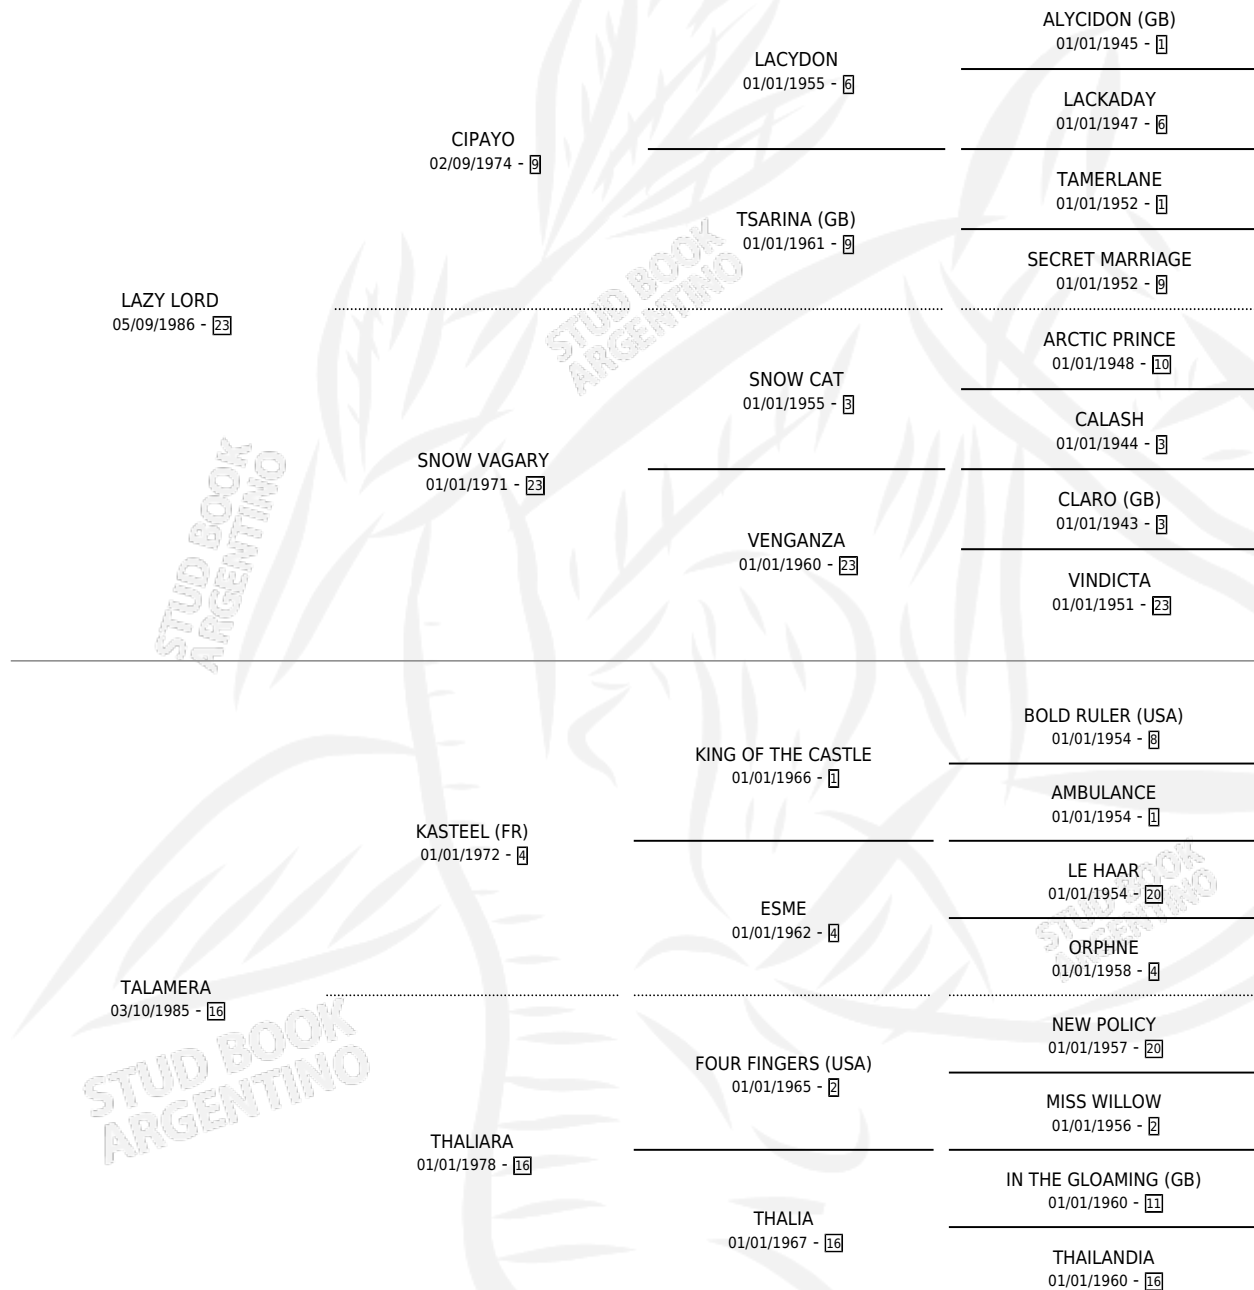 ALYCIDON (GB)
01/01/1945 - 1
LACYDON
01/01/1955 - 6
LACKADAY
01/01/1947 - 6
CIPAYO
02/09/1974 - 9
TAMERLANE
01/01/1952 - 1
TSARINA (GB)
01/01/1961 - 9
SECRET MARRIAGE
01/01/1952 - 9
LAZY LORD
05/09/1986 - 23
STUD BOOK
ARGENTINO
ARCTIC PRINCE
01/01/1948 - 10
SNOW CAT
01/01/1955 - 3
CALASH
01/01/1944 - 3
SNOW VAGARY
01/01/1971 - 23
CLARO (GB)
01/01/1943 - 3
VENGANZA
01/01/1960 - 23
VINDICTA
01/01/1951 - 23
STUD BOOK
ARGENTINO
BOLD RULER (USA)
01/01/1954 - 8
KING OF THE CASTLE
01/01/1966 - 1
AMBULANCE
01/01/1954 - 1
KASTEEL (FR)
01/01/1972 - 4
LE HAAR
01/01/1954 - 20
ESME
01/01/1962 - 4
ORPHNE
01/01/1958 - 4
STUD BOOK
ARGENTINO
TALAMERA
03/10/1985 - 16
NEW POLICY
01/01/1957 - 20
FOUR FINGERS (USA)
01/01/1965 - 2
MISS WILLOW
01/01/1956 - 2
STUD BOOK
ARGENTINO
THALIARA
01/01/1978 - 16
IN THE GLOAMING (GB)
01/01/1960 - 11
THALIA
01/01/1967 - 16
THAILANDIA
01/01/1960 - 16